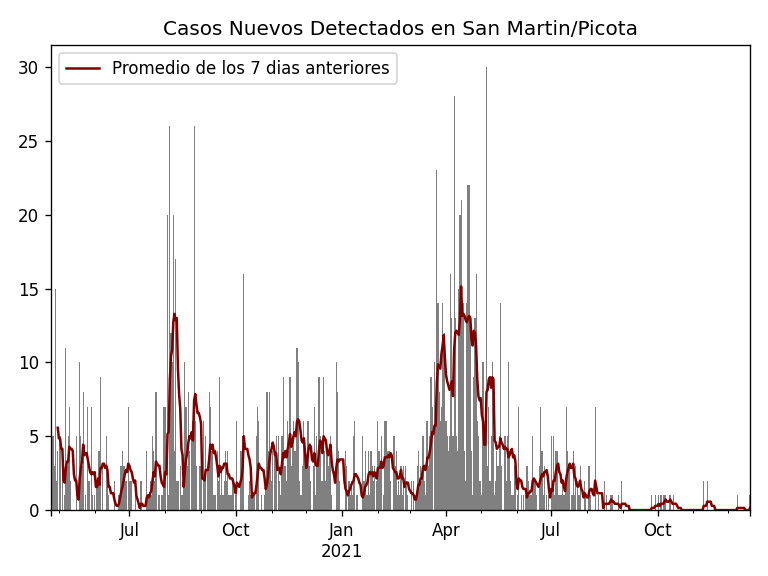 Casos Nuevos Detectados en San Martin/Picota
Promedio de los 7 dias anteriores
30
25
20
15
10
5
0
Jul
Oct
Jan
2021
Apr
Jul
Oct